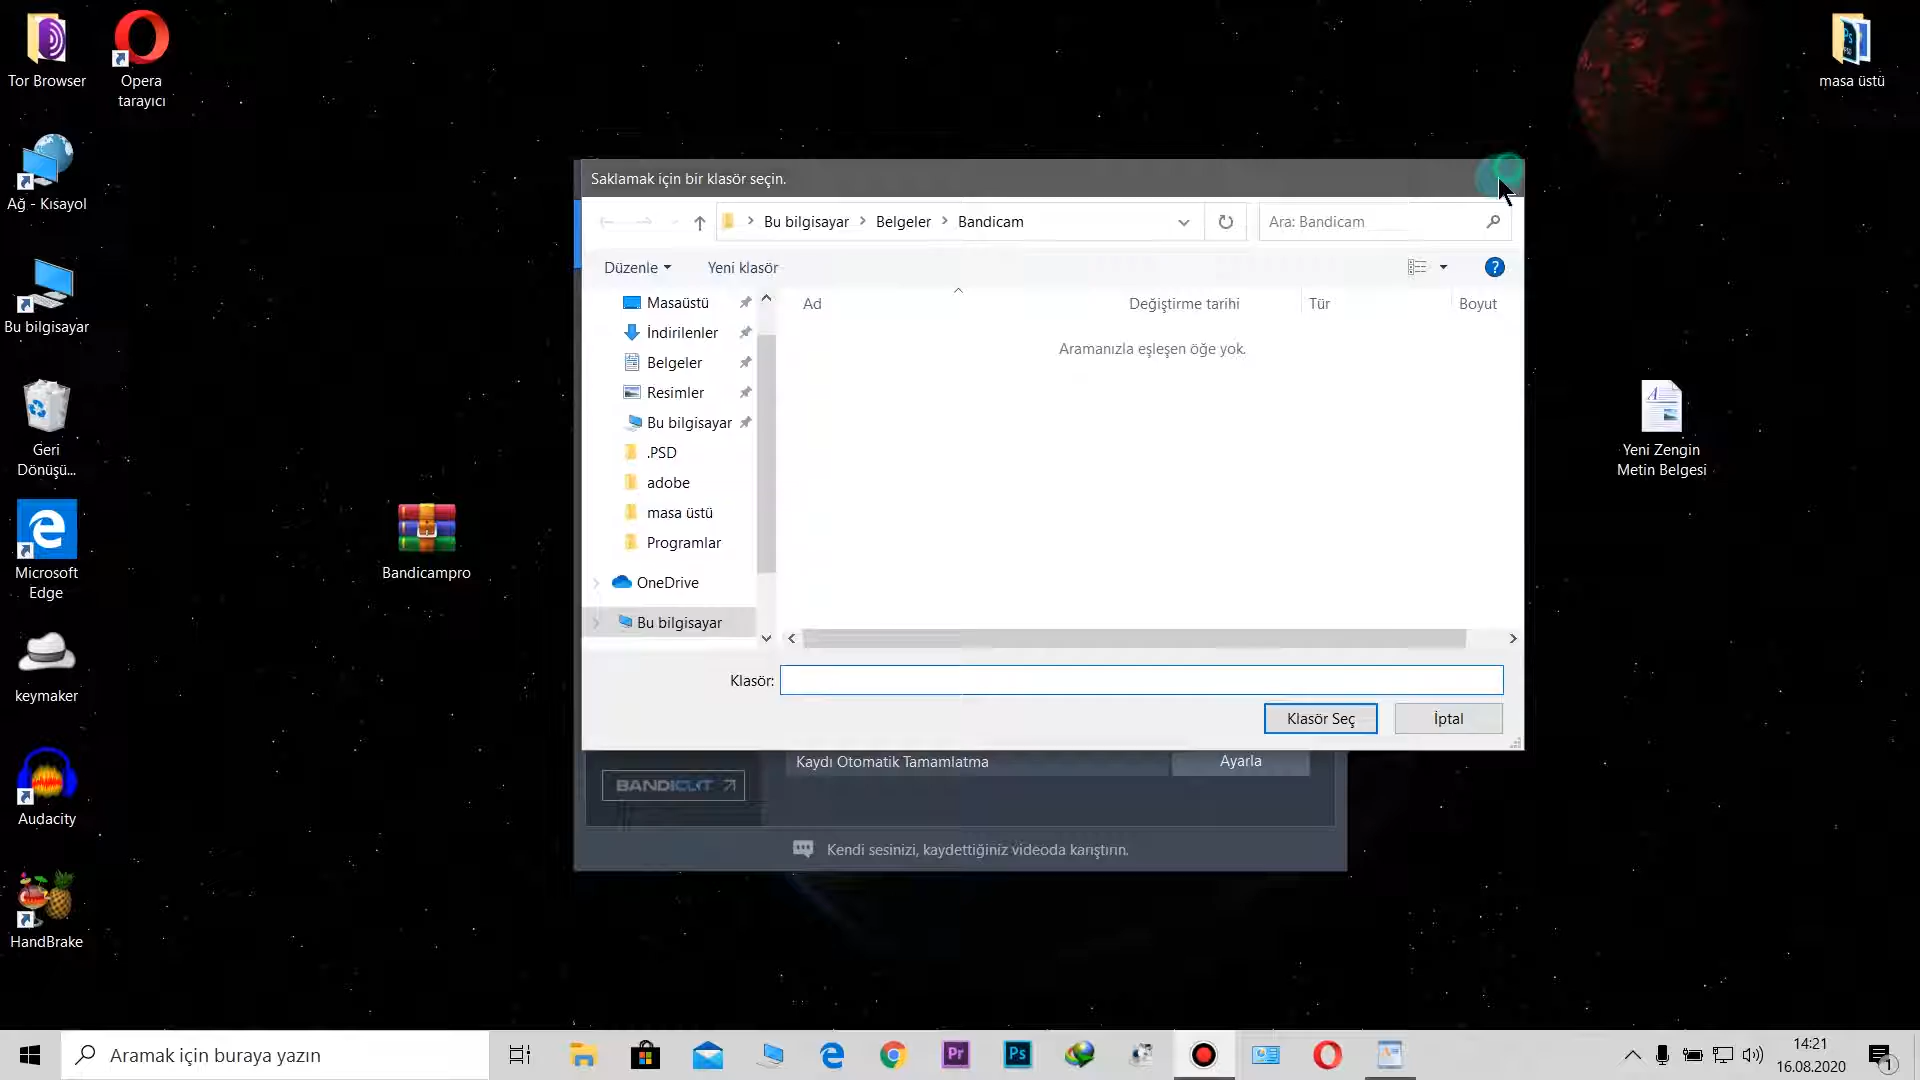 Tor Browser
Opera
tarayıcı
masa üstü
Ağ - Kısayol
Bu bilgisayar
Geri
Dönüşü...
Microsoft
Edge
keymaker
Audacity
HandBrake
Bandicampro
Yeni Zengin
Metin Belgesi
Saklamak için bir klasör seçin.
Bu bilgisayar
Belgeler
Bandicam
Ara: Bandicam
Düzenle
Yeni klasör
Ad
Değiştirme tarihi
Tür
Boyut
Masaüstü
İndirilenler
Belgeler
Resimler
Bu bilgisayar
.PSD
adobe
masa üstü
Programlar
OneDrive
Bu bilgisayar
Aramanızla eşleşen öğe yok.
Klasör:
Klasör Seç
İptal
Kaydı Otomatik Tamamlatma
Ayarla
BANDICUT
Kendi sesinizi, kaydettiğiniz videoda karıştırın.
Aramak için buraya yazın
Pr
Ps
14:21
16.08.2020
1